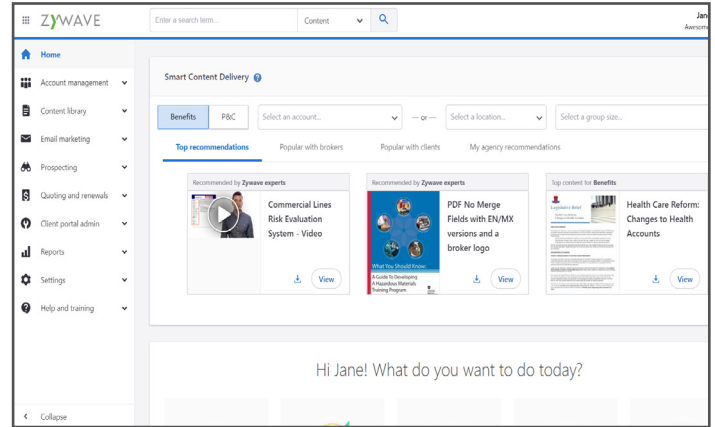 ZYWAVE
Enter a search term...
Content
Jan
Awesom
Home
Account management
Content library
Email marketing
Prospecting
Quoting and renewals
Client portal admin
Reports
Settings
Help and training
Collapse
Smart Content Delivery
Benefits
P&C
Select an account...
— or —
Select a location...
Select a group size...
Top recommendations
Popular with brokers
Popular with clients
My agency recommendations
Recommended by Zywave experts
Commercial Lines
Risk Evaluation
System - Video
View
Recommended by Zywave experts
What You Should Know:
A Guide To Developing
A Hazardous Materials
Training Program
PDF No Merge
Fields with EN/MX
versions and a
broker logo
View
Top content for Benefits
Legislative Brief
Health Care Reform:
Changes to Health
Accounts
View
Hi Jane! What do you want to do today?